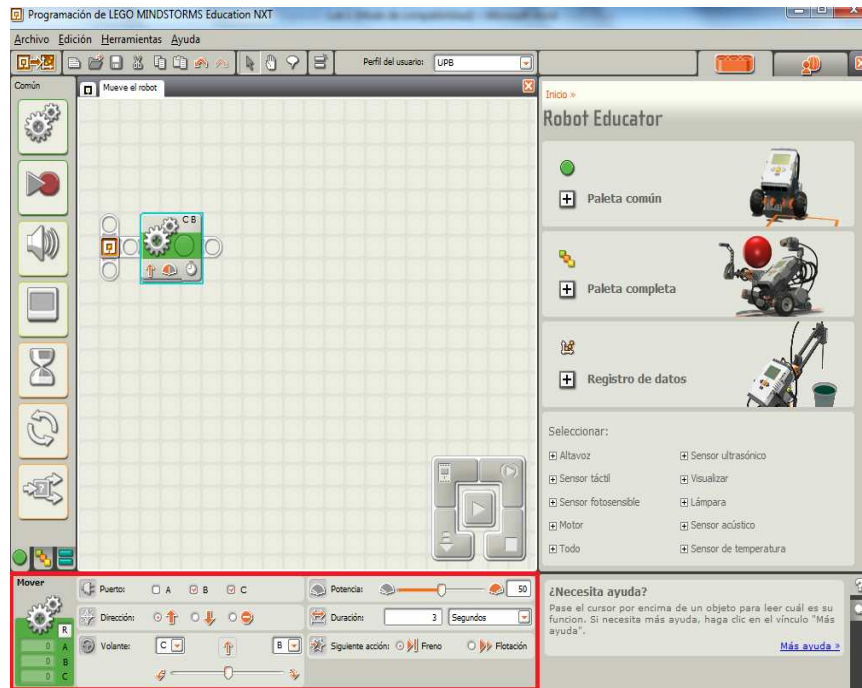 Programación de LEGO MINDSTORMS Education NXT
Archivo Edición Herramientas Ayuda
Perfil del usuario: UPB
Común
Mueve el robot
C B
Inicio »
Robot Educator
Paleta común
Paleta completa
Registro de datos
Seleccionar:
Altavoz
Sensor ultrasónico
Sensor táctil
Visualizar
Sensor fotosensible
Lámpara
Motor
Sensor acústico
Todo
Sensor de temperatura
Mover
R
0 A
0 B
0 C
Puerto: A B C
Dirección:
Volante: C B
Potencia: 50
Duración: 3 Segundos
Siguiente acción: Freno Flotación
¿Necesita ayuda?
Pase el cursor por encima de un objeto para leer cuál es su
funcion. Si necesita más ayuda, haga clic en el vínculo "Más
ayuda".
Más ayuda »